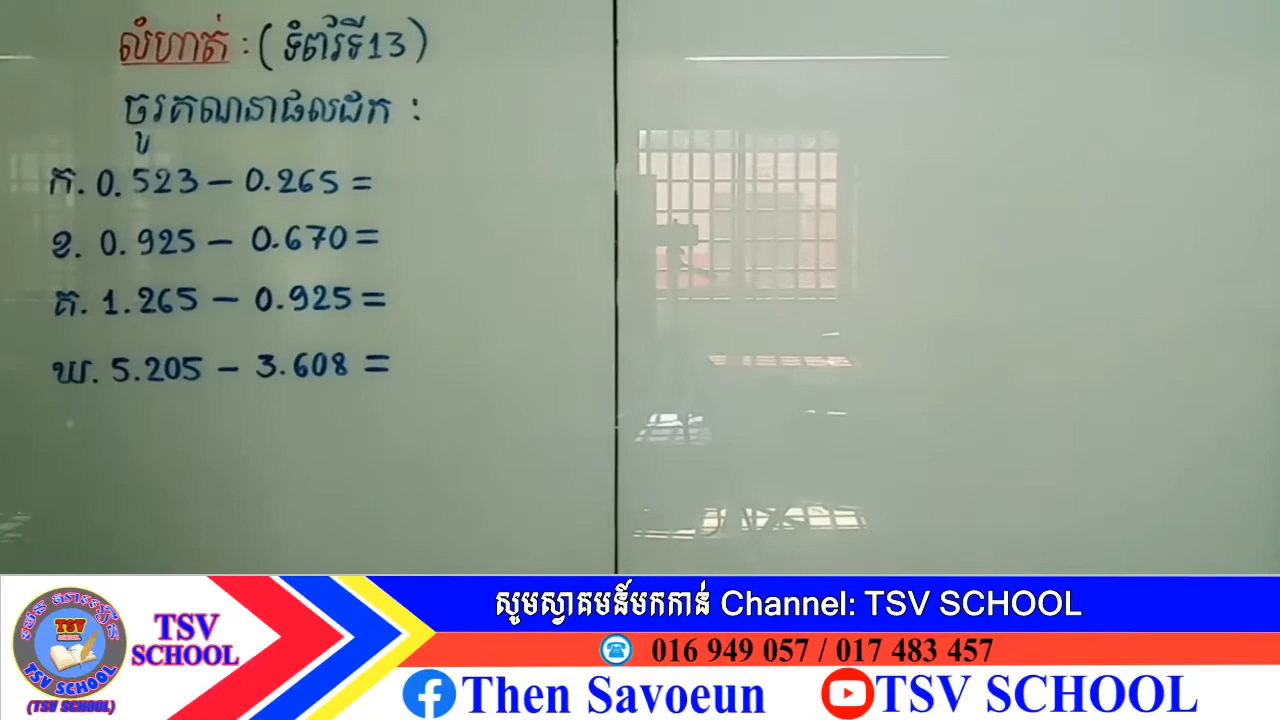 លំហាត់ : (ទំព័រទី13)
ចូរគណនាផលដក :
ក. 0.523 – 0.265 =
ខ. 0.925 – 0.670 =
គ. 1.265 – 0.925 =
ឃ. 5.205 – 3.608 =
សូមស្វាគមន៍មកកាន់ Channel: TSV SCHOOL
TSV
SCHOOL
016 949 057 / 017 483 457
Then Savoeun
TSV SCHOOL
TSV
SCHOOL
TSV SCHOOL
(TSV SCHOOL)